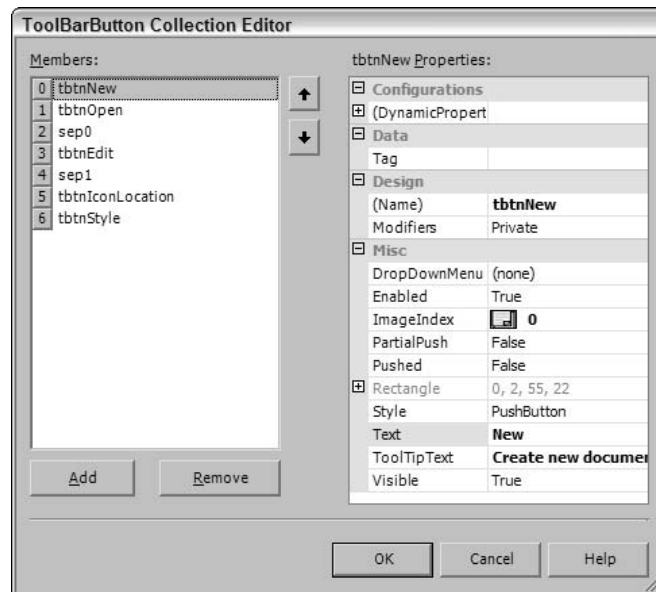 ToolBarButton Collection Editor
Members:
0 tbtnNew
1 tbtnOpen
2 sep0
3 tbtnEdit
4 sep1
5 tbtnIconLocation
6 tbtnStyle
Add
Remove
tbtnNew Properties:
Configurations
(DynamicPropert
Data
Tag
Design
(Name) tbtnNew
Modifiers Private
Misc
DropDownMenu (none)
Enabled True
ImageIndex 0
PartialPush False
Pushed False
Rectangle 0, 2, 55, 22
Style PushButton
Text New
ToolTipText Create new documer
Visible True
OK
Cancel
Help